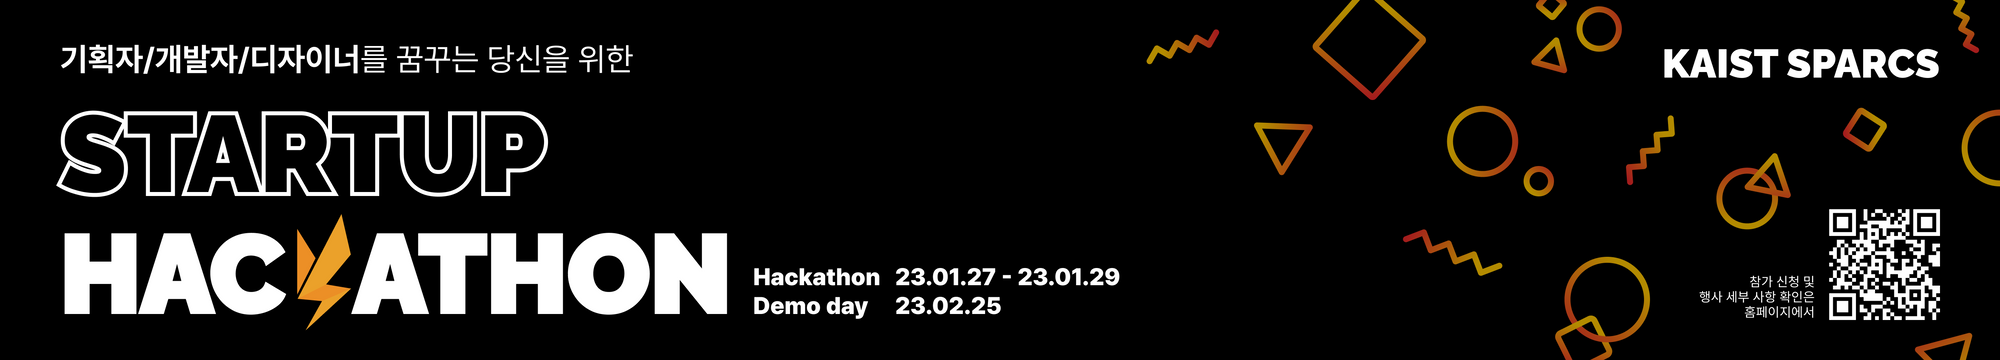 기획자/개발자/디자이너를 꿈꾸는 당신을 위한
STARTUP
HACKATHON
Hackathon 23.01.27 - 23.01.29
Demo day 23.02.25
KAIST SPARCS
참가 신청 및
행사 세부 사항 확인은
홈페이지에서